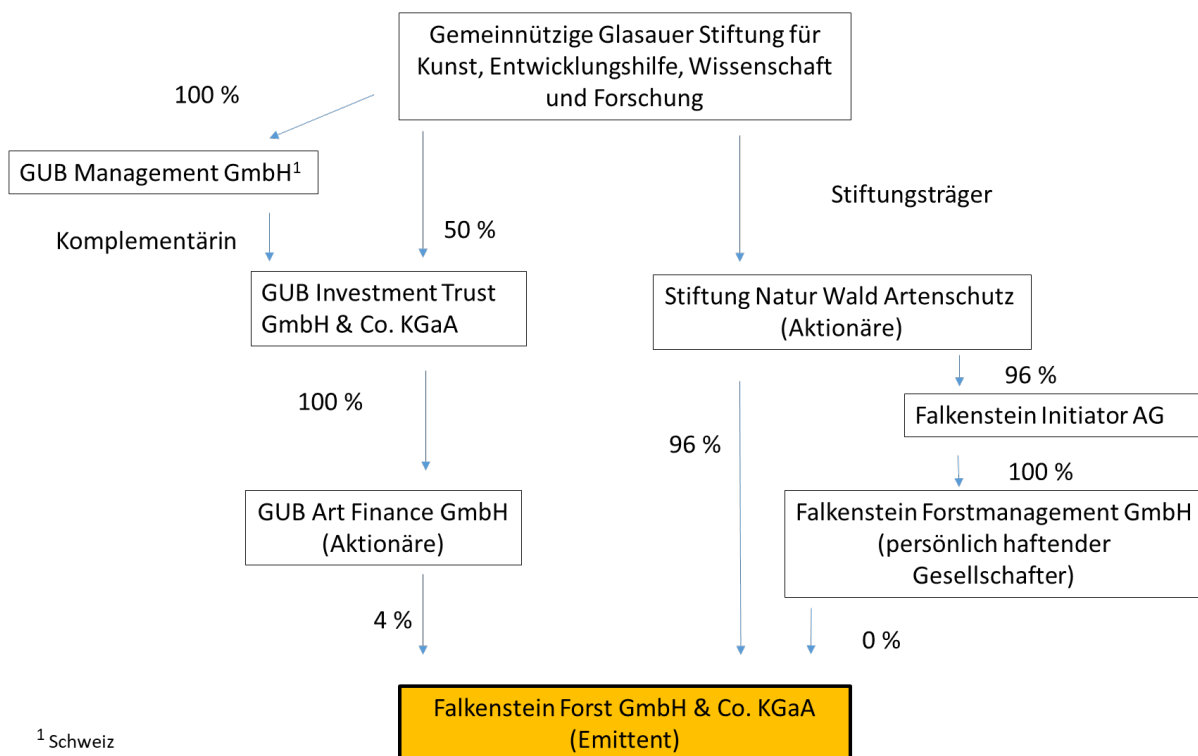 Gemeinnützige Glasauer Stiftung für
Kunst, Entwicklungshilfe, Wissenschaft
und Forschung
100 %
GUB Management GmbH¹
Stiftungsträger
Komplementärin
50 %
GUB Investment Trust
GmbH & Co. KGaA
Stiftung Natur Wald Artenschutz
(Aktionäre)
96 %
100 %
Falkenstein Initiator AG
96 %
100 %
GUB Art Finance GmbH
(Aktionäre)
Falkenstein Forstmanagement GmbH
(persönlich haftender
Gesellschafter)
4 %
0 %
Falkenstein Forst GmbH & Co. KGaA
(Emittent)
¹ Schweiz